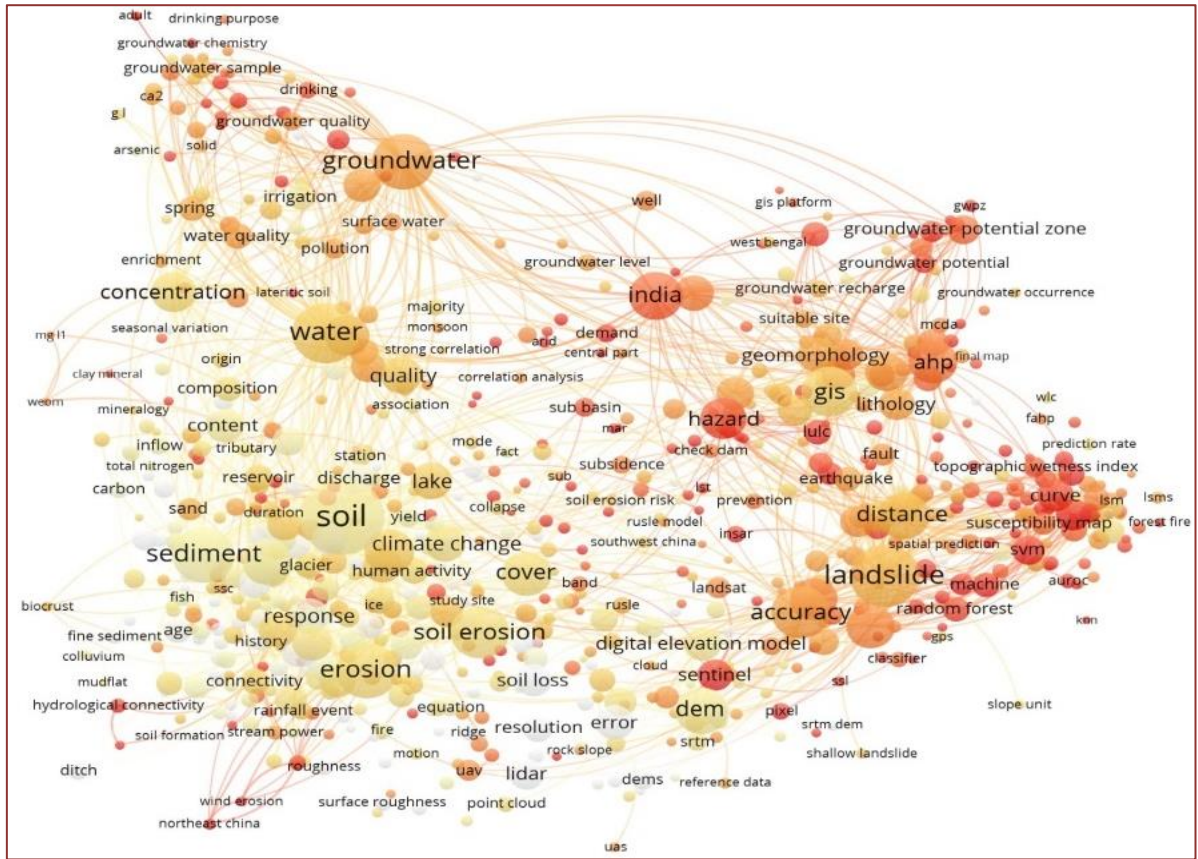 adult
drinking purpose
groundwater chemistry
groundwater sample
ca2
drinking
g l
groundwater quality
arsenic
solid
groundwater
irrigation
spring
surface water
well
gis platform
gwpz
water quality
pollution
west bengal
groundwater potential zone
enrichment
groundwater level
groundwater potential
concentration
lateritic soil
india
groundwater recharge
groundwater occurrence
majority
suitable site
seasonal variation
water
monsoon
demand
mcda
mg l1
strong correlation
arid
central part
geomorphology
final map
origin
ahp
clay mineral
quality
correlation analysis
composition
gis
weom
mineralogy
association
sub basin
lithology
wlc
content
mar
hazard
fahp
inflow
tributary
mode
fact
check dam
lulc
prediction rate
total nitrogen
station
sub
subsidence
fault
topographic wetness index
carbon
reservoir
discharge
lake
lst
earthquake
soil erosion risk
prevention
curve
lsm
lsms
sand
duration
soil
yield
collapse
rusle model
distance
susceptibility map
forest fire
insar
southwest china
spatial prediction
svm
sediment
climate change
glacier
human activity
cover
band
landsat
landslide
machine
auroc
ssc
fish
ice
study site
rusle
accuracy
random forest
biocrust
response
knn
fine sediment
age
history
soil erosion
digital elevation model
gps
colluvium
cloud
classifier
mudflat
connectivity
erosion
soil loss
sentinel
ssl
hydrological connectivity
rainfall event
equation
dem
pixel
slope unit
soil formation
stream power
fire
ridge
resolution
error
srtm
srtm dem
motion
rock slope
shallow landslide
ditch
roughness
uav
lidar
dems
reference data
wind erosion
surface roughness
point cloud
northeast china
uas